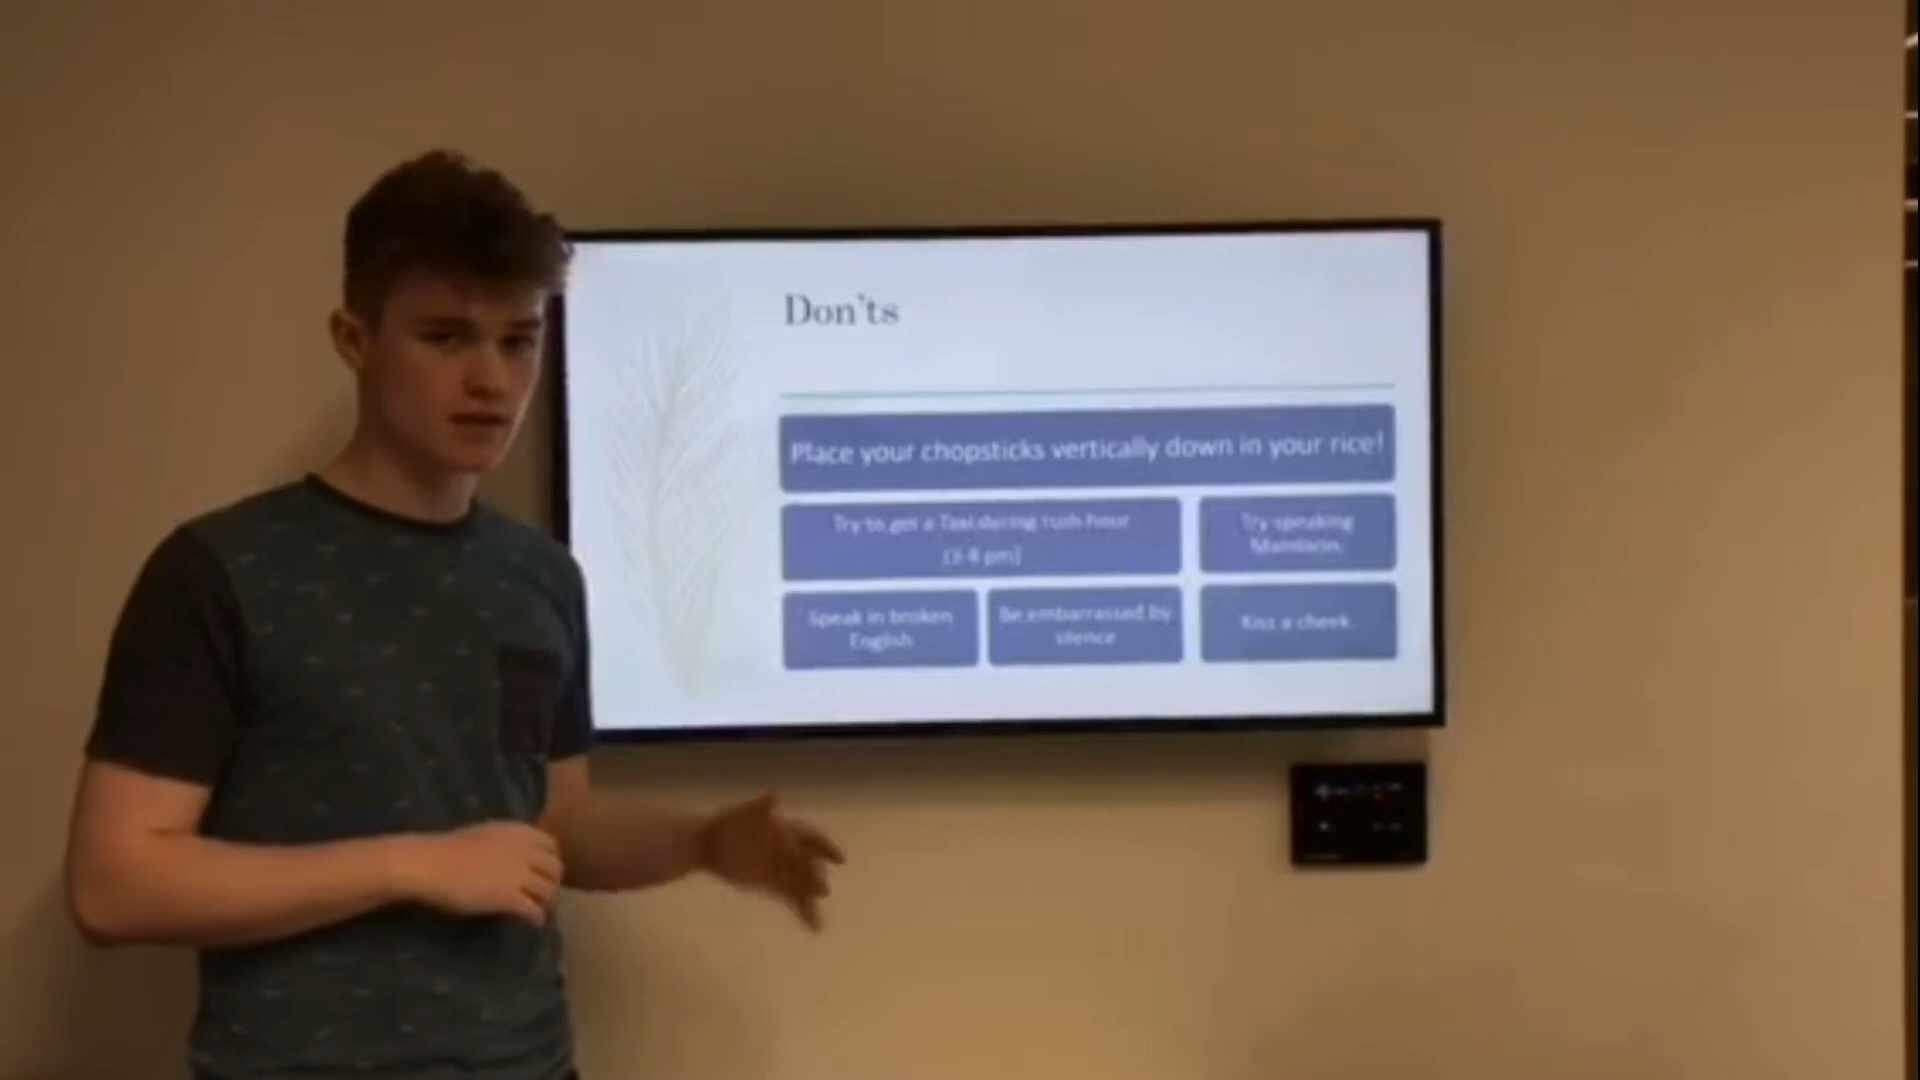 Don'ts
Place your chopsticks vertically down in your rice!
Try to get a Taxi during rush hour
(3-4 pm)
Try speaking
Mandarin.
Speak in broken
English
Be embarrassed by
silence
Kiss a cheek